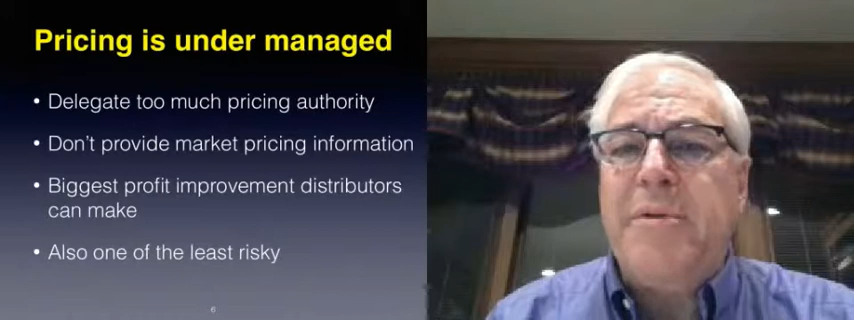 Pricing is under managed
• Delegate too much pricing authority
• Don't provide market pricing information
• Biggest profit improvement distributors
can make
• Also one of the least risky
6